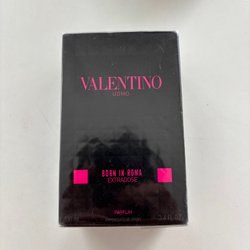 VALENTINO
UOMO
BORN IN ROMA
EXTRADOSE
PARFUM